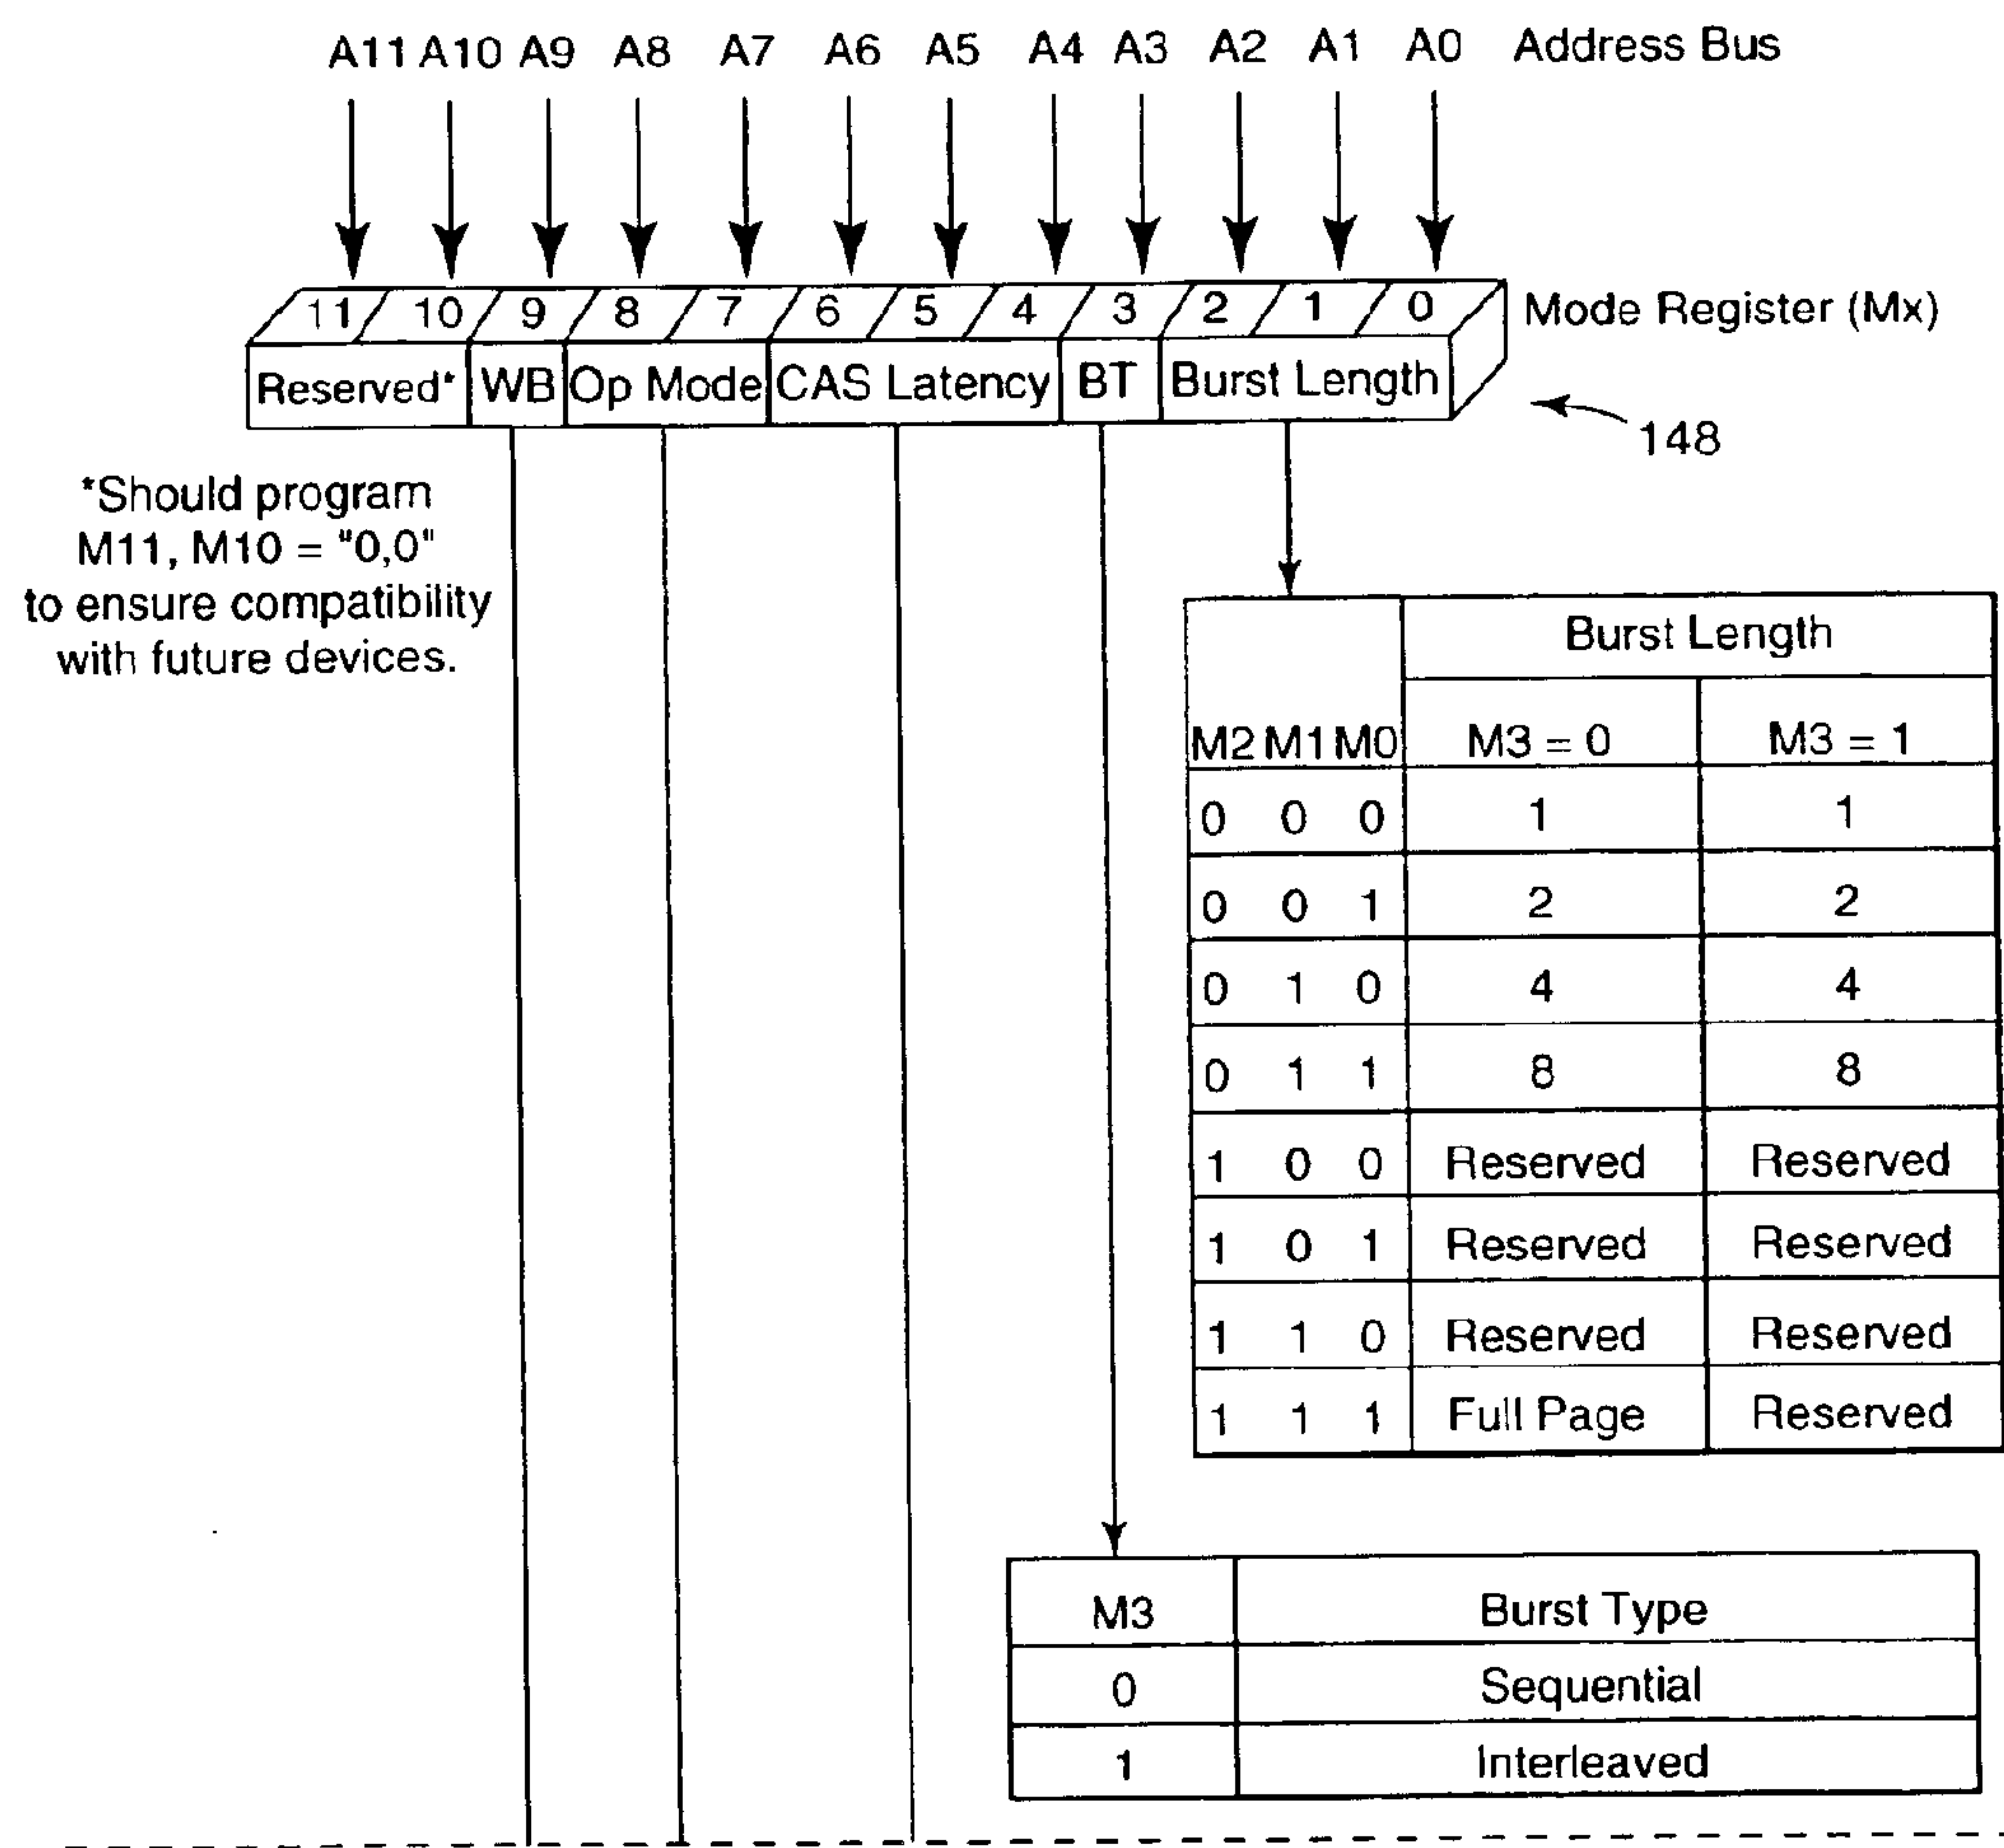 A11 A10 A9 A8 A7 A6 A5 A4 A3 A2 A1 A0 Address Bus
11 10 9 8 7 6 5 4 3 2 1 0 Mode Register (Mx)
Reserved* WB Op Mode CAS Latency BT Burst Length
148
*Should program
M11, M10 = "0,0"
to ensure compatibility
with future devices.
Burst Length
M2 M1 M0 M3 = 0 M3 = 1
0 0 0 1 1
0 0 1 2 2
0 1 0 4 4
0 1 1 8 8
1 0 0 Reserved Reserved
1 0 1 Reserved Reserved
1 1 0 Reserved Reserved
1 1 1 Full Page Reserved
M3 Burst Type
0 Sequential
1 Interleaved